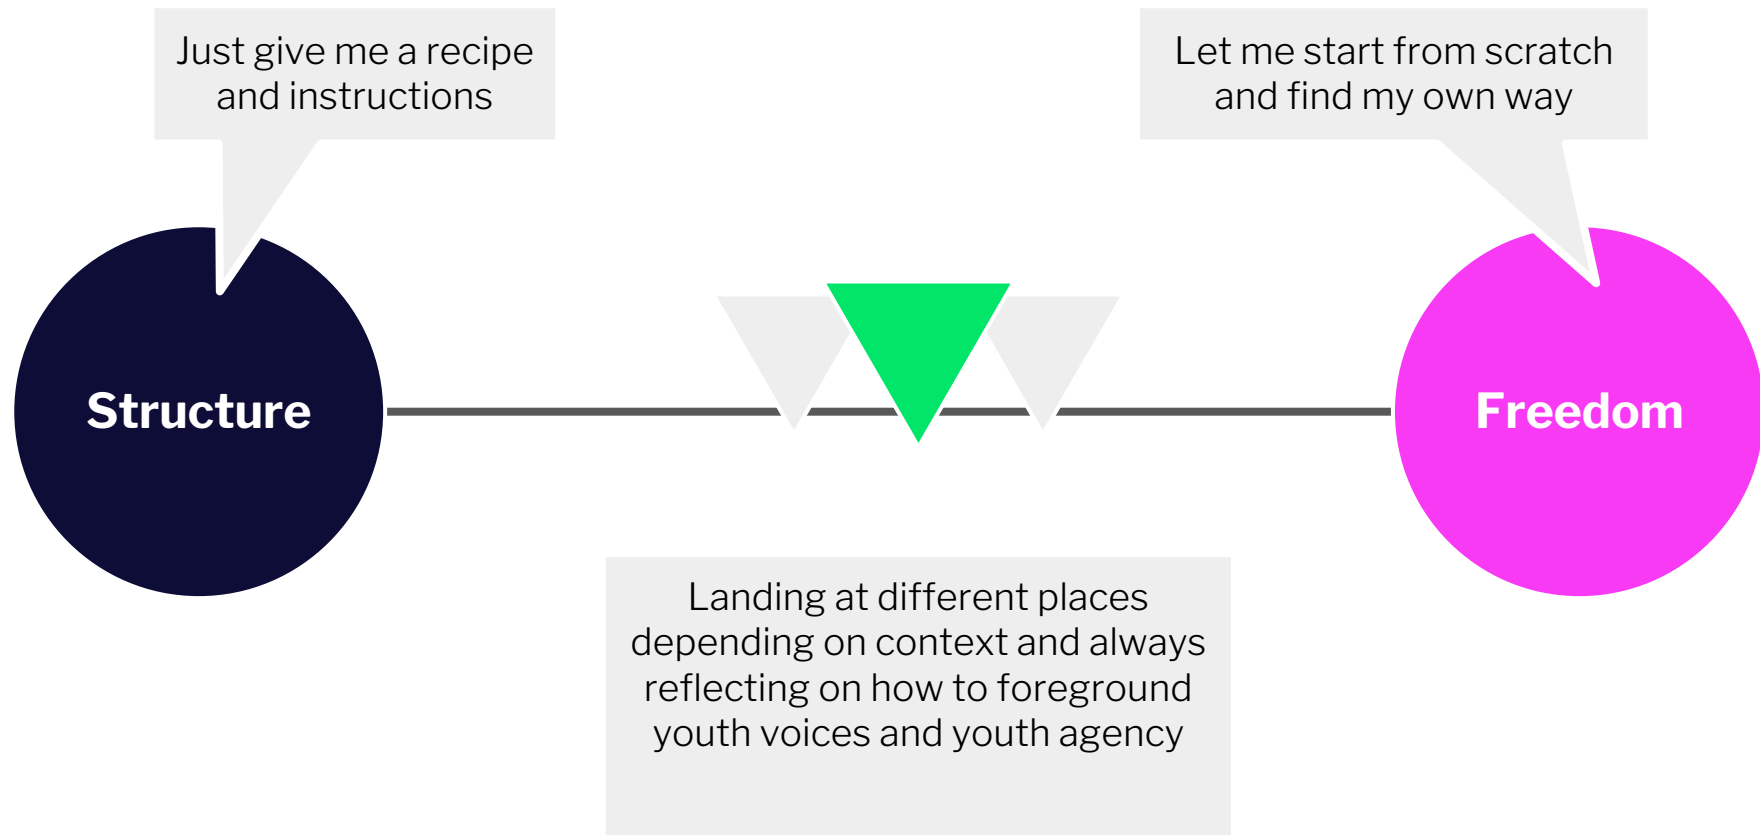 Just give me a recipe
and instructions
Let me start from scratch
and find my own way
Structure
Freedom
Landing at different places
depending on context and always
reflecting on how to foreground
youth voices and youth agency